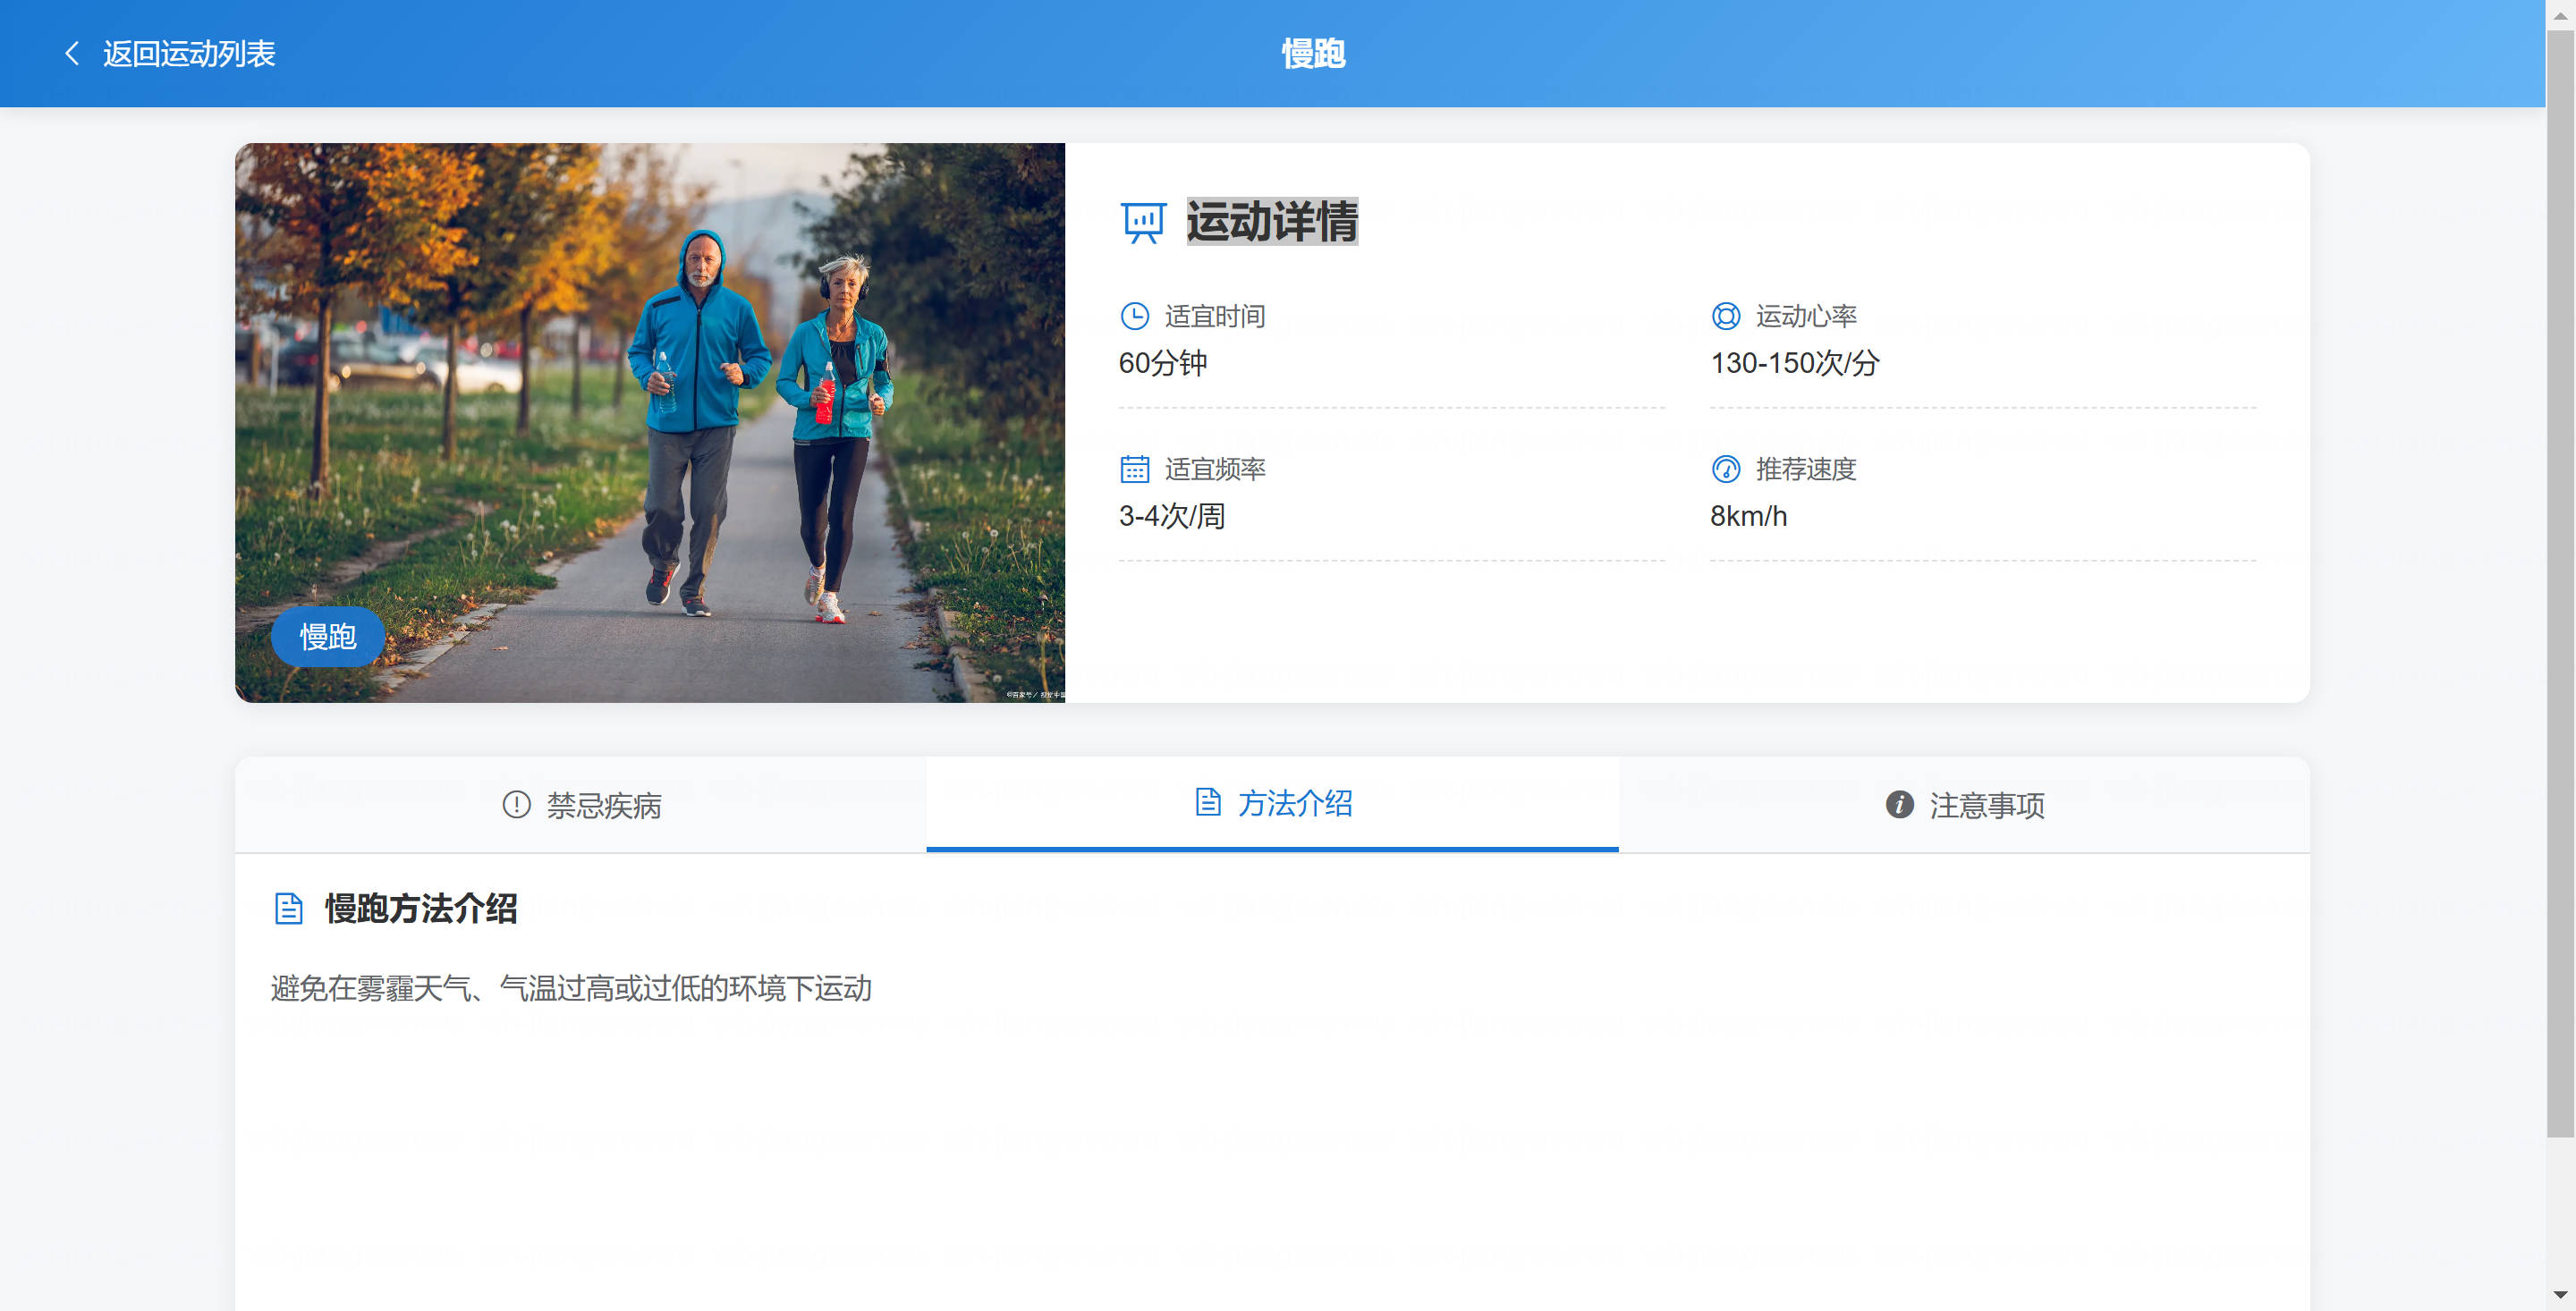 返回运动列表
慢跑
运动详情
适宜时间
60分钟
运动心率
130-150次/分
适宜频率
3-4次/周
推荐速度
8km/h
慢跑
禁忌疾病
方法介绍
注意事项
慢跑方法介绍
避免在雾霾天气、气温过高或过低的环境下运动